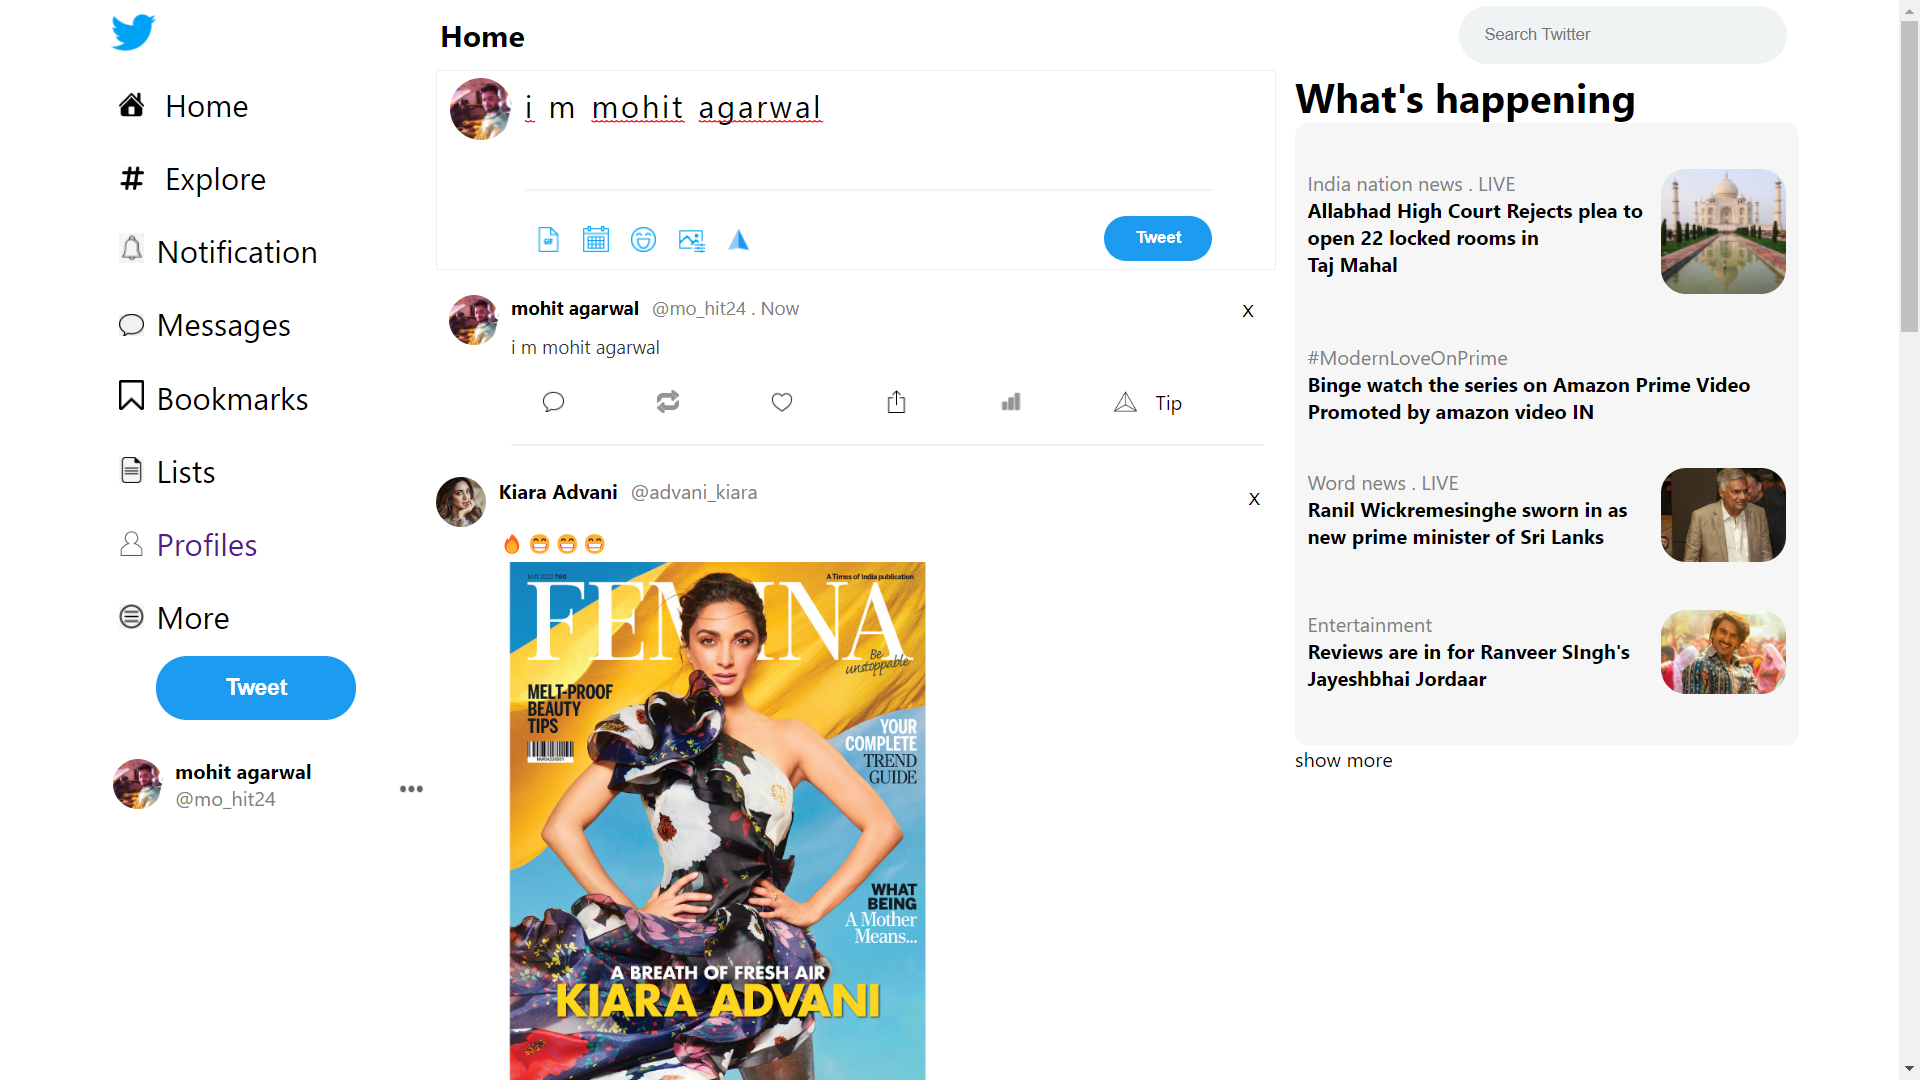 Home
Explore
Notification
Messages
Bookmarks
Lists
Profiles
More
Tweet
mohit agarwal
@mo_hit24
Home
i m mohit agarwal
GIF
Tweet
mohit agarwal @mo_hit24 . Now X
i m mohit agarwal
Tip
Kiara Advani @advani_kiara X
MAY 2022 ₹60
A Times of India publication
FEMINA
Be
unstoppable
MELT-PROOF
BEAUTY
TIPS
YOUR
COMPLETE
TREND
GUIDE
WHAT
BEING
A Mother
Means...
A BREATH OF FRESH AIR
KIARA ADVANI
Search Twitter
What's happening
India nation news . LIVE
Allabhad High Court Rejects plea to
open 22 locked rooms in
Taj Mahal
#ModernLoveOnPrime
Binge watch the series on Amazon Prime Video
Promoted by amazon video IN
Word news . LIVE
Ranil Wickremesinghe sworn in as
new prime minister of Sri Lanks
Entertainment
Reviews are in for Ranveer SIngh's
Jayeshbhai Jordaar
show more